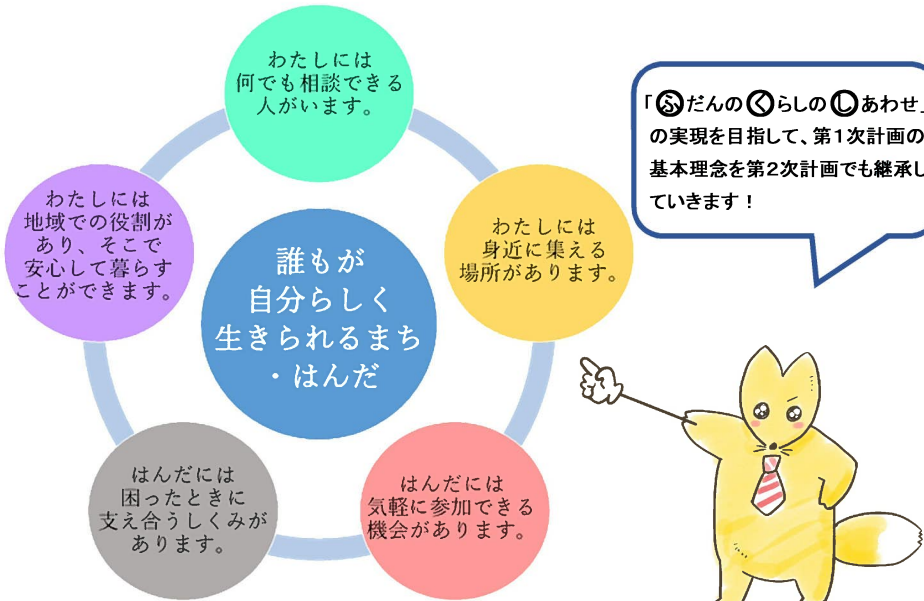 わたしには
何でも相談できる
人がいます。
「ふだんのくらしのしあわせ」
の実現を目指して、第1次計画の
基本理念を第2次計画でも継承し
ていきます！
わたしには
地域での役割が
あり、そこで
安心して暮らす
ことができます。
誰もが
自分らしく
生きられるまち
・はんだ
わたしには
身近に集える
場所があります。
はんだには
困ったときに
支え合うしくみが
あります。
はんだには
気軽に参加できる
機会があります。